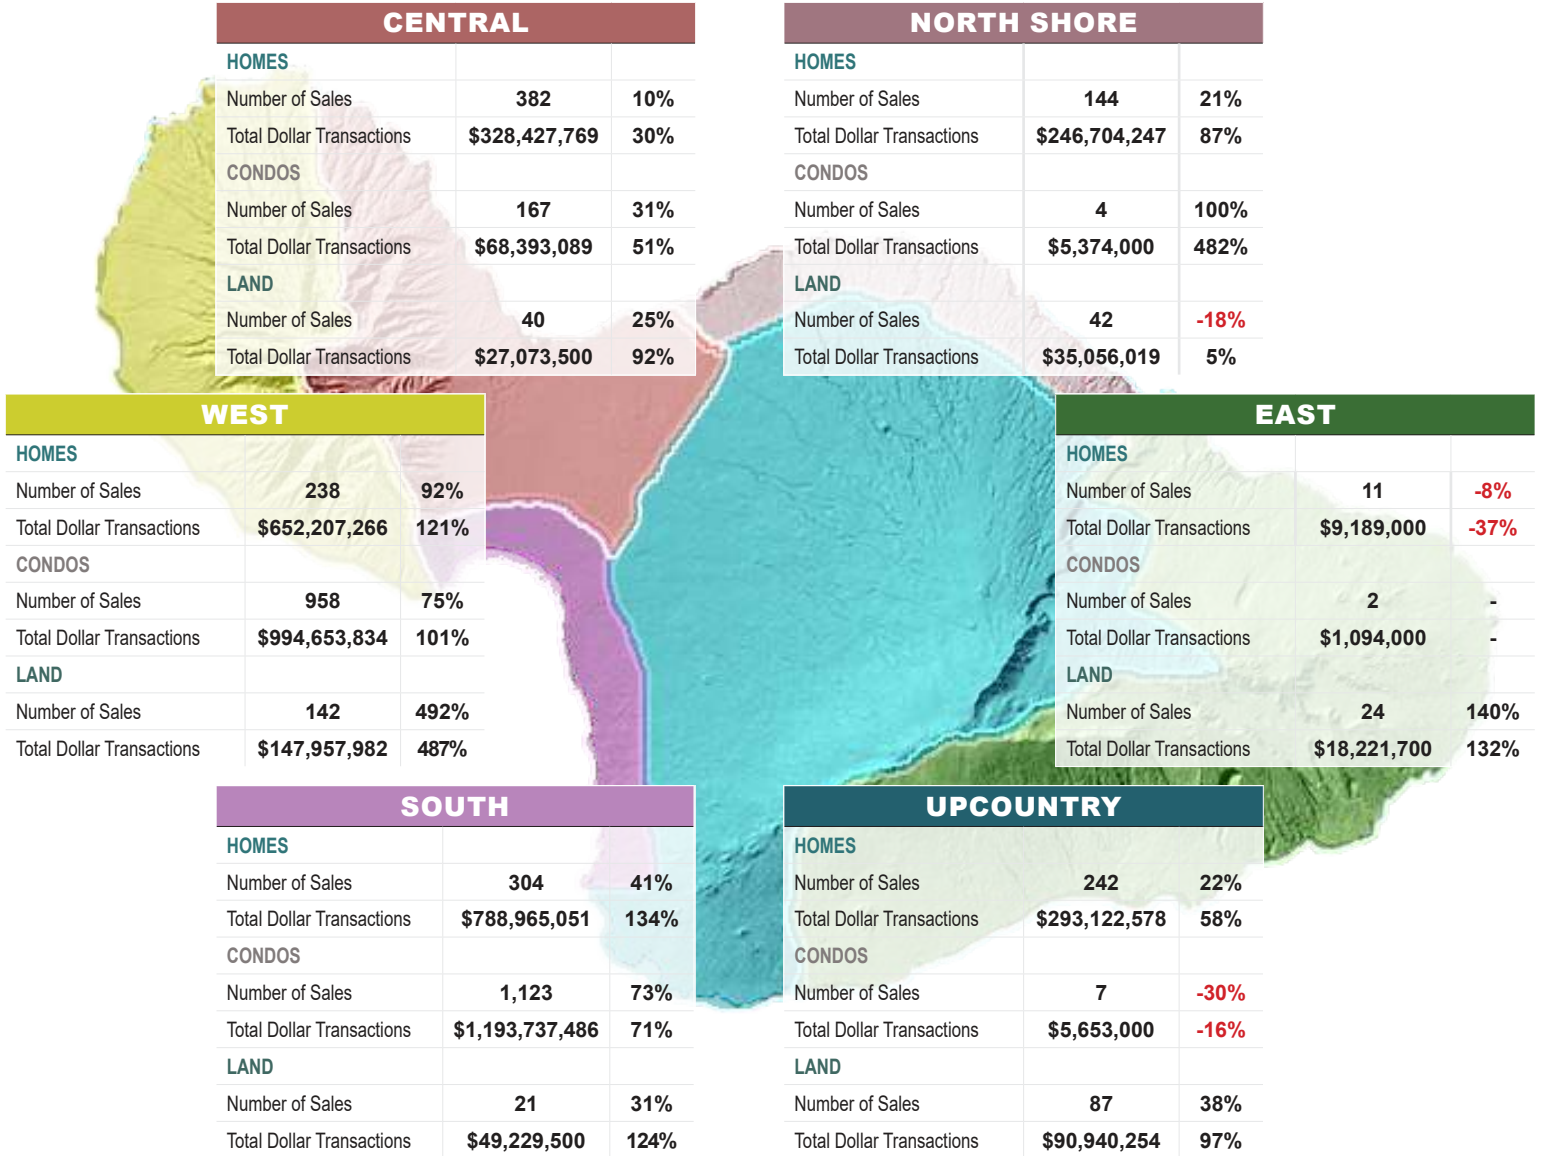 CENTRAL
HOMES
Number of Sales 382 10%
Total Dollar Transactions $328,427,769 30%
CONDOS
Number of Sales 167 31%
Total Dollar Transactions $68,393,089 51%
LAND
Number of Sales 40 25%
Total Dollar Transactions $27,073,500 92%
NORTH SHORE
HOMES
Number of Sales 144 21%
Total Dollar Transactions $246,704,247 87%
CONDOS
Number of Sales 4 100%
Total Dollar Transactions $5,374,000 482%
LAND
Number of Sales 42 -18%
Total Dollar Transactions $35,056,019 5%
WEST
HOMES
Number of Sales 238 92%
Total Dollar Transactions $652,207,266 121%
CONDOS
Number of Sales 958 75%
Total Dollar Transactions $994,653,834 101%
LAND
Number of Sales 142 492%
Total Dollar Transactions $147,957,982 487%
EAST
HOMES
Number of Sales 11 -8%
Total Dollar Transactions $9,189,000 -37%
CONDOS
Number of Sales 2 -
Total Dollar Transactions $1,094,000 -
LAND
Number of Sales 24 140%
Total Dollar Transactions $18,221,700 132%
SOUTH
HOMES
Number of Sales 304 41%
Total Dollar Transactions $788,965,051 134%
CONDOS
Number of Sales 1,123 73%
Total Dollar Transactions $1,193,737,486 71%
LAND
Number of Sales 21 31%
Total Dollar Transactions $49,229,500 124%
UPCOUNTRY
HOMES
Number of Sales 242 22%
Total Dollar Transactions $293,122,578 58%
CONDOS
Number of Sales 7 -30%
Total Dollar Transactions $5,653,000 -16%
LAND
Number of Sales 87 38%
Total Dollar Transactions $90,940,254 97%